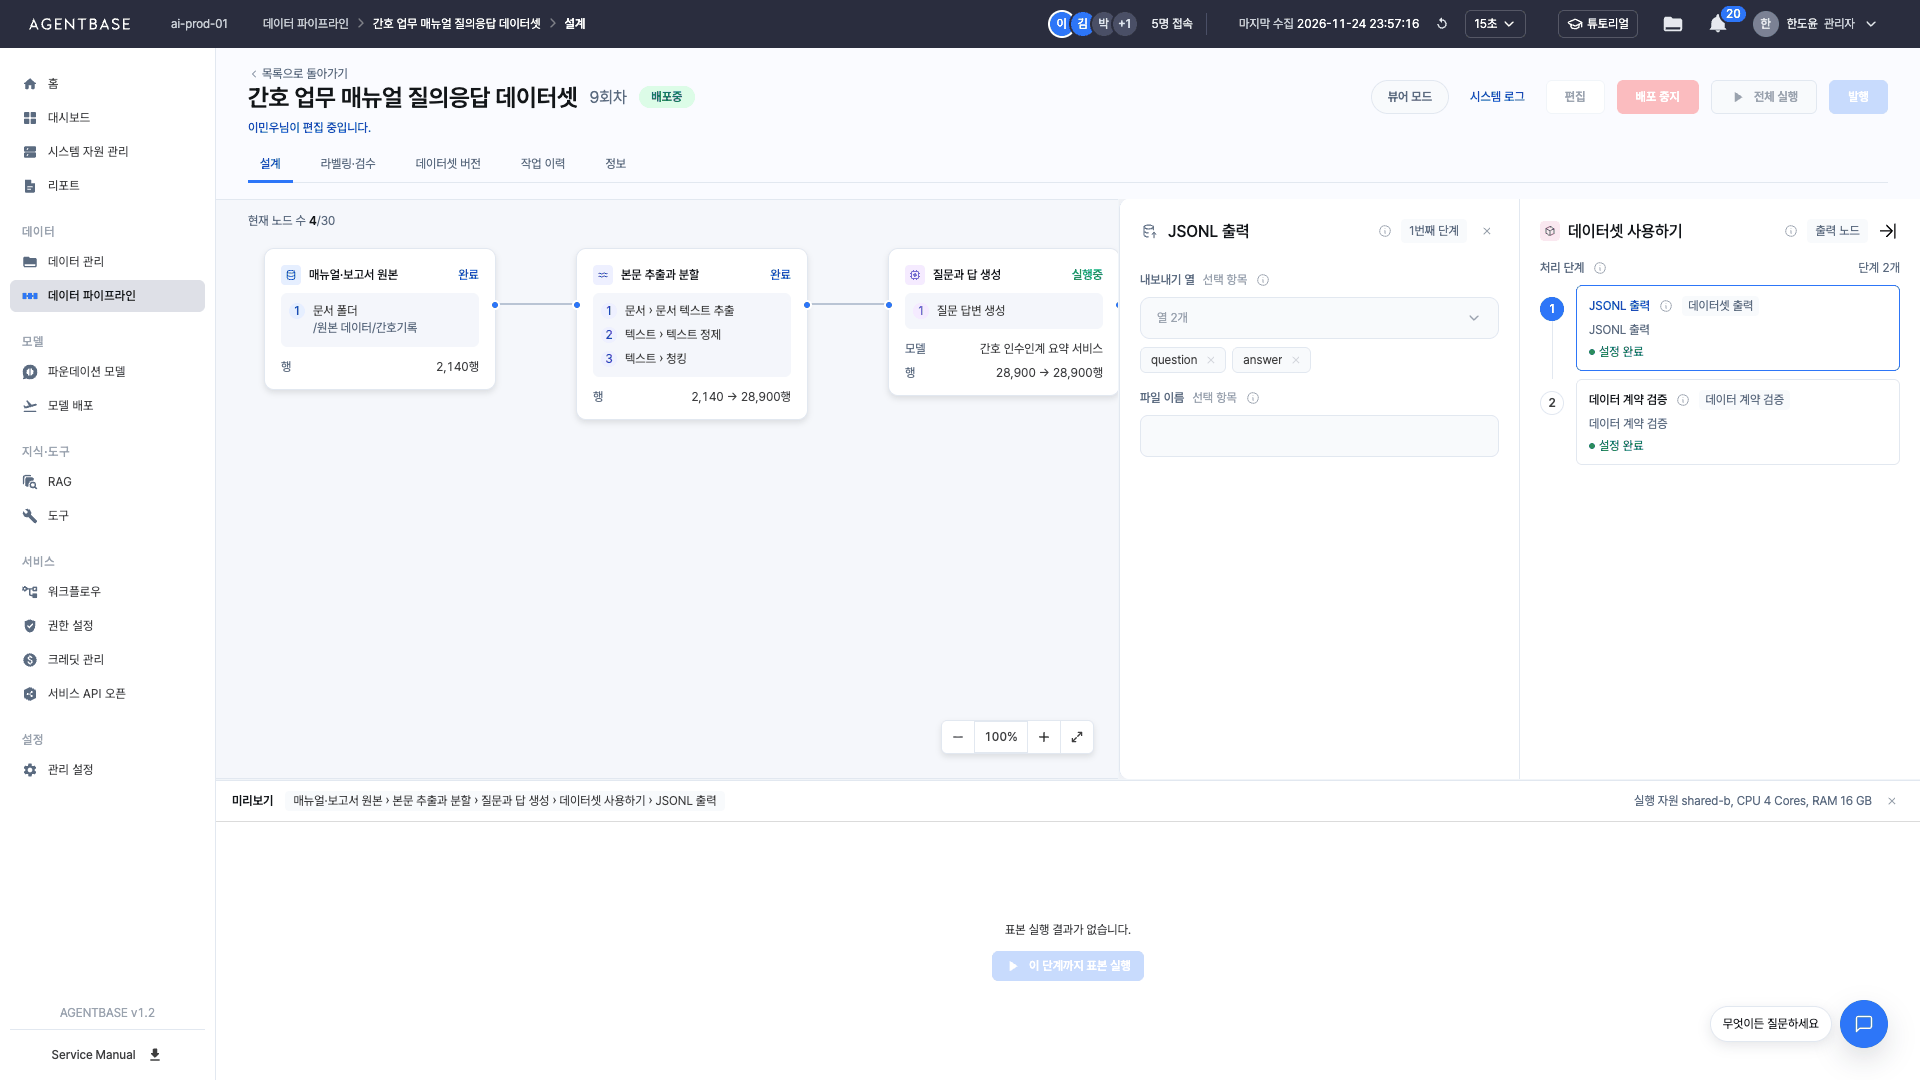 AGENTBASE
ai-prod-01
데이터 파이프라인
간호 업무 매뉴얼 질의응답 데이터셋
설계
이
김
박
+1
5명 접속
마지막 수집 2026-11-24 23:57:16
15초
튜토리얼
20
한
한도윤 관리자
홈
대시보드
시스템 자원 관리
리포트
데이터
데이터 관리
데이터 파이프라인
모델
파운데이션 모델
모델 배포
지식·도구
RAG
도구
서비스
워크플로우
권한 설정
크레딧 관리
서비스 API 오픈
설정
관리 설정
AGENTBASE v1.2
Service Manual
목록으로 돌아가기
간호 업무 매뉴얼 질의응답 데이터셋 9회차 배포중
이민우님이 편집 중입니다.
뷰어 모드
시스템 로그
편집
배포 중지
전체 실행
발행
설계
라벨링·검수
데이터셋 버전
작업 이력
정보
현재 노드 수 4/30
매뉴얼·보고서 원본 완료
1 문서 폴더
/원본 데이터/간호기록
행 2,140행
본문 추출과 분할 완료
1 문서 › 문서 텍스트 추출
2 텍스트 › 텍스트 정제
3 텍스트 › 청킹
행 2,140 → 28,900행
질문과 답 생성 실행중
1 질문 답변 생성
모델 간호 인수인계 요약 서비스
행 28,900 → 28,900행
100%
JSONL 출력
1번째 단계
내보내기 열 선택 항목
열 2개
question
answer
파일 이름 선택 항목
데이터셋 사용하기
출력 노드
처리 단계
단계 2개
1
JSONL 출력 데이터셋 출력
JSONL 출력
설정 완료
2
데이터 계약 검증 데이터 계약 검증
데이터 계약 검증
설정 완료
미리보기
매뉴얼·보고서 원본 › 본문 추출과 분할 › 질문과 답 생성 › 데이터셋 사용하기 › JSONL 출력
실행 자원 shared-b, CPU 4 Cores, RAM 16 GB
표본 실행 결과가 없습니다.
이 단계까지 표본 실행
무엇이든 질문하세요